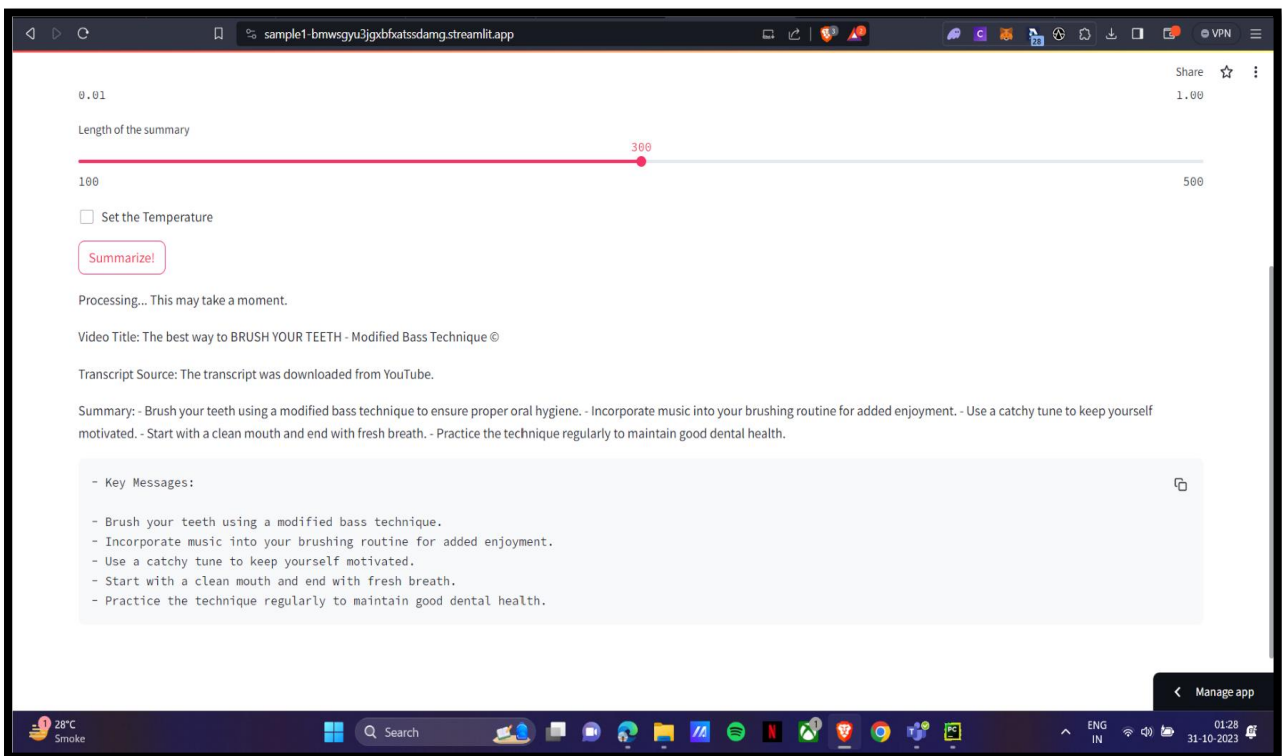 sample1-bmwsgyu3jgxbfxatssdamg.streamlit.app
VPN
Share
0.01
1.00
Length of the summary
300
100
500
Set the Temperature
Summarize!
Processing... This may take a moment.
Video Title: The best way to BRUSH YOUR TEETH - Modified Bass Technique ©
Transcript Source: The transcript was downloaded from YouTube.
Summary: - Brush your teeth using a modified bass technique to ensure proper oral hygiene. - Incorporate music into your brushing routine for added enjoyment. - Use a catchy tune to keep yourself
motivated. - Start with a clean mouth and end with fresh breath. - Practice the technique regularly to maintain good dental health.
- Key Messages:
- Brush your teeth using a modified bass technique.
- Incorporate music into your brushing routine for added enjoyment.
- Use a catchy tune to keep yourself motivated.
- Start with a clean mouth and end with fresh breath.
- Practice the technique regularly to maintain good dental health.
Manage app
28°C
Smoke
Search
ENG
IN
01:28
31-10-2023